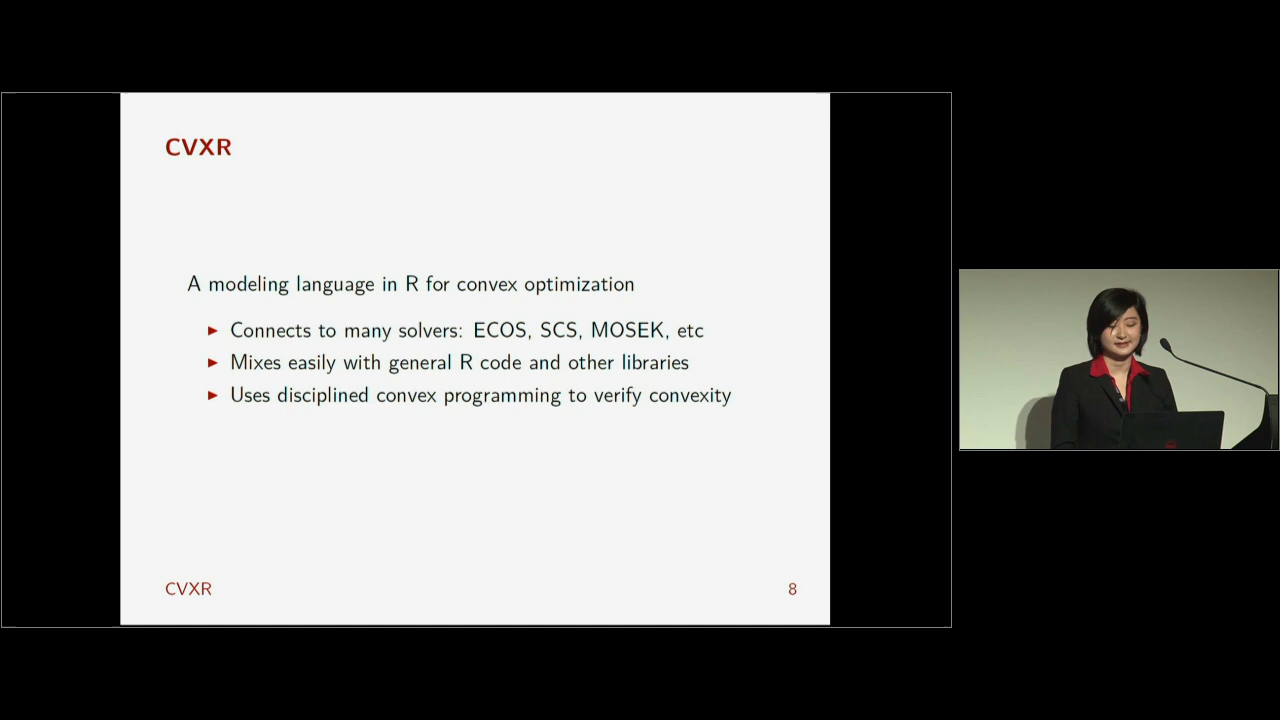 CVXR
A modeling language in R for convex optimization
► Connects to many solvers: ECOS, SCS, MOSEK, etc
► Mixes easily with general R code and other libraries
► Uses disciplined convex programming to verify convexity
CVXR 8